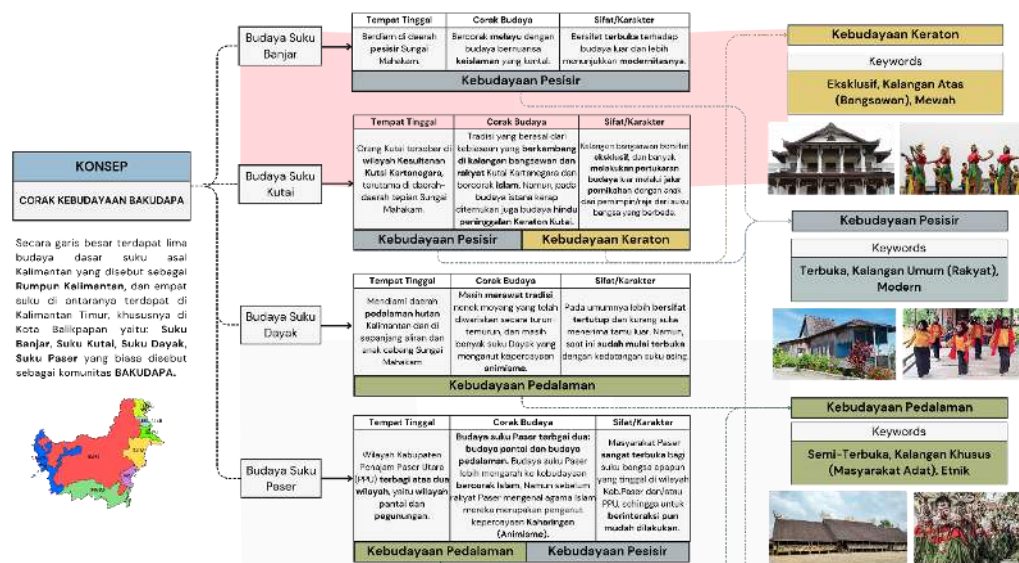 KONSEP
CORAK KEBUDAYAAN BAKUDAPA
Secara garis besar terdapat lima
budaya dasar suku asal
Kalimantan yang disebut sebagai
Rumpun Kalimantan, dan empat
suku di antaranya terdapat di
Kalimantan Timur, khususnya di
Kota Balikpapan yaitu: Suku
Banjar, Suku Kutai, Suku Dayak,
Suku Paser yang biasa disebut
sebagai komunitas BAKUDAPA.
Budaya Suku
Banjar
Tempat Tinggal
Berdiam di daerah
pesisir Sungai
Mahakam.
Corak Budaya
Bercorak melayu dengan
budaya bernuansa
keislaman yang kental.
Sifat/Karakter
Bersifat terbuka terhadap
budaya luar dan lebih
menunjukkan modernitasnya.
Kebudayaan Pesisir
Budaya Suku
Kutai
Tempat Tinggal
Orang Kutai tersebar di
wilayah Kesultanan
Kutai Kartanegara,
terutama di daerah-
daerah tepian Sungai
Mahakam.
Corak Budaya
Tradisi yang berasal dari
kebiasaan yang berkembang
di kalangan bangsawan dan
rakyat Kutai Kartanegara dan
bercorak Islam. Namun, pada
budaya istana kerap
ditemukan juga budaya hindu
peninggalan Keraton Kutai.
Sifat/Karakter
Kalangan bangsawan bersifat
eksklusif, dan banyak
melakukan pertukaran
budaya luar melalui jalur
pernikahan dengan anak
dari pemimpin/raja dari suku
bangsa yang berbeda.
Kebudayaan Pesisir
Kebudayaan Keraton
Budaya Suku
Dayak
Tempat Tinggal
Mendiami daerah
pedalaman hutan
Kalimantan dan di
sepanjang aliran dan
anak cabang Sungai
Mahakam
Corak Budaya
Masih merawat tradisi
nenek moyang yang telah
diwariskan secara turun-
temurun, dan masih
banyak suku Dayak yang
menganut kepercayaan
animisme.
Sifat/Karakter
Pada umumnya lebih bersifat
tertutup dan kurang suka
menerima tamu luar. Namun,
saat ini sudah mulai terbuka
dengan kedatangan suku asing.
Kebudayaan Pedalaman
Budaya Suku
Paser
Tempat Tinggal
Wilayah Kabupaten
Penajam Paser Utara
(PPU) terbagi atas dua
wilayah, yaitu wilayah
pantai dan
pegunungan.
Corak Budaya
Budaya suku Paser terbagi dua:
budaya pantai dan budaya
pedalaman. Budaya suku Paser
lebih mengarah ke kebudayaan
bercorak Islam. Namun sebelum
rakyat Paser mengenal agama Islam
mereka merupakan penganut
kepercayaan Kaharingan
(Animisme).
Sifat/Karakter
Masyarakat Paser
sangat terbuka bagi
suku bangsa apapun
yang tinggal di wilayah
Kab.Paser dan/atau
PPU, sehingga untuk
berinteraksi pun
mudah dilakukan.
Kebudayaan Pedalaman
Kebudayaan Pesisir
Kebudayaan Keraton
Keywords
Eksklusif, Kalangan Atas
(Bangsawan), Mewah
Kebudayaan Pesisir
Keywords
Terbuka, Kalangan Umum (Rakyat),
Modern
Kebudayaan Pedalaman
Keywords
Semi-Terbuka, Kalangan Khusus
(Masyarakat Adat), Etnik